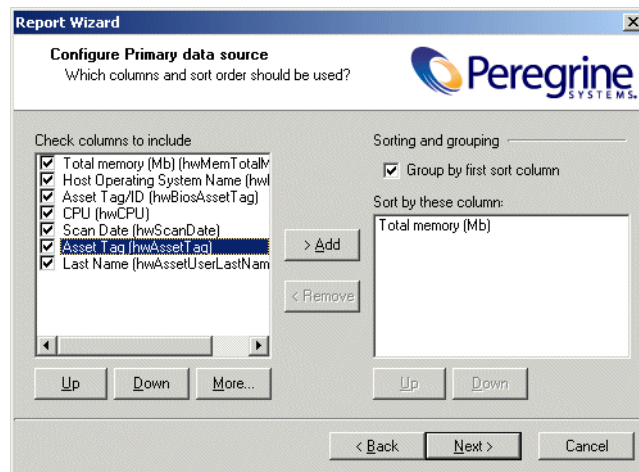 Report Wizard
Configure Primary data source
Which columns and sort order should be used?
Peregrine
SYSTEMS
Check columns to include
Total memory (Mb) (hwMemTotalM
Host Operating System Name (hwI
Asset Tag/ID (hwBiosAssetTag)
CPU (hwCPU)
Scan Date (hwScanDate)
Asset Tag (hwAssetTag)
Last Name (hwAssetUserLastNam
Up
Down
More...
> Add
< Remove
Sorting and grouping
Group by first sort column
Sort by these column:
Total memory (Mb)
Up
Down
< Back
Next >
Cancel